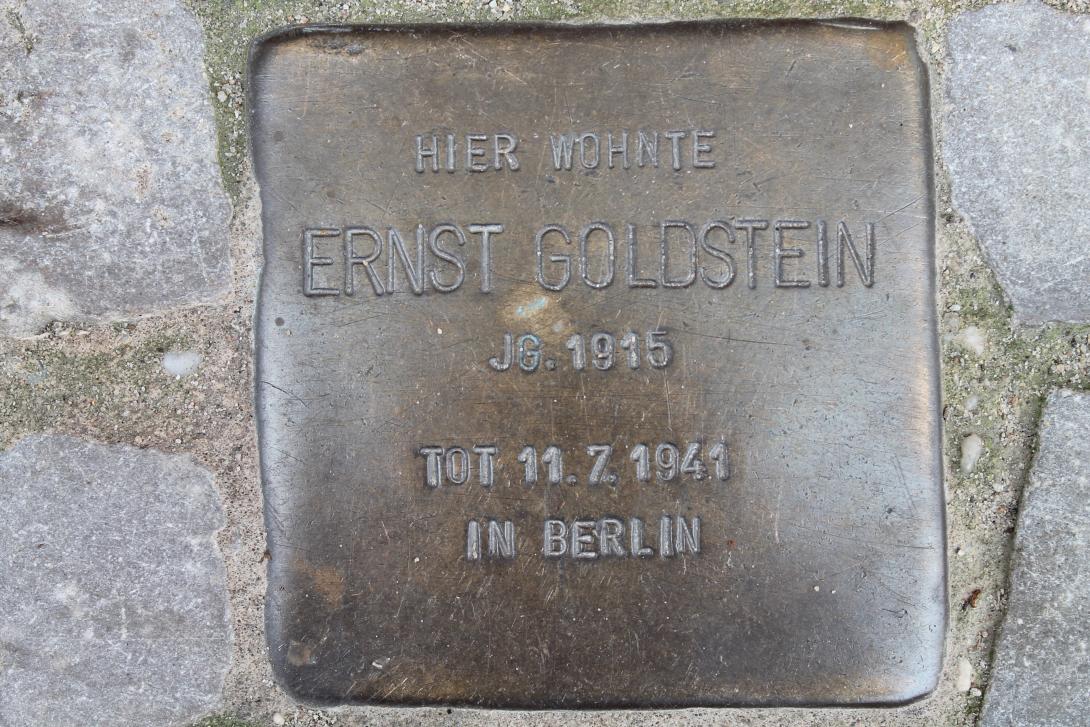 HIER WOHNTE
ERNST GOLDSTEIN
JG. 1915
TOT 11.7.1941
IN BERLIN